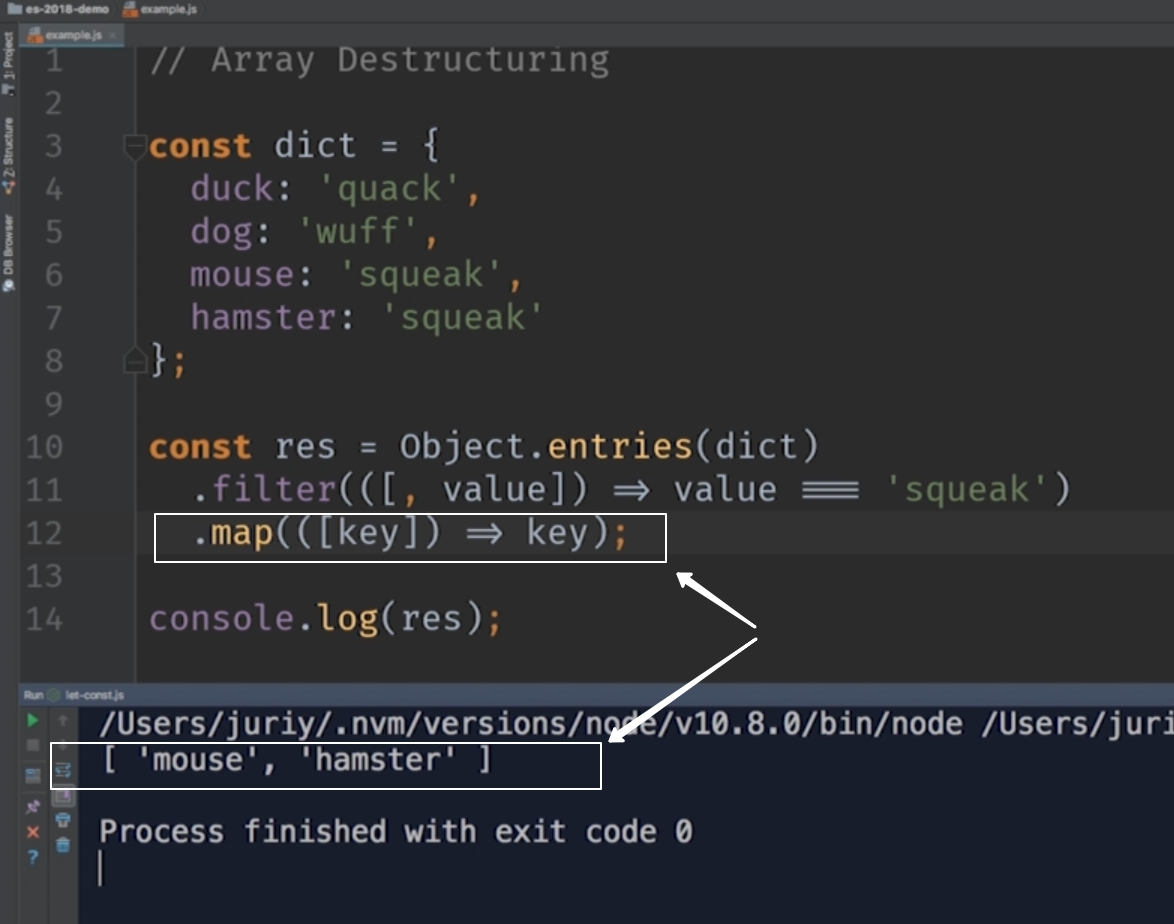 es-2018-demo example.js
example.js
1: Project
Z: Structure
DB Browser
1 // Array Destructuring
2
3 const dict = {
4 duck: 'quack',
5 dog: 'wuff',
6 mouse: 'squeak',
7 hamster: 'squeak'
8 };
9
10 const res = Object.entries(dict)
11 .filter(([, value]) => value === 'squeak')
12 .map(([key]) => key);
13
14 console.log(res);
Run let-const.js
/Users/juriy/.nvm/versions/node/v10.8.0/bin/node /Users/juri
[ 'mouse', 'hamster' ]
Process finished with exit code 0